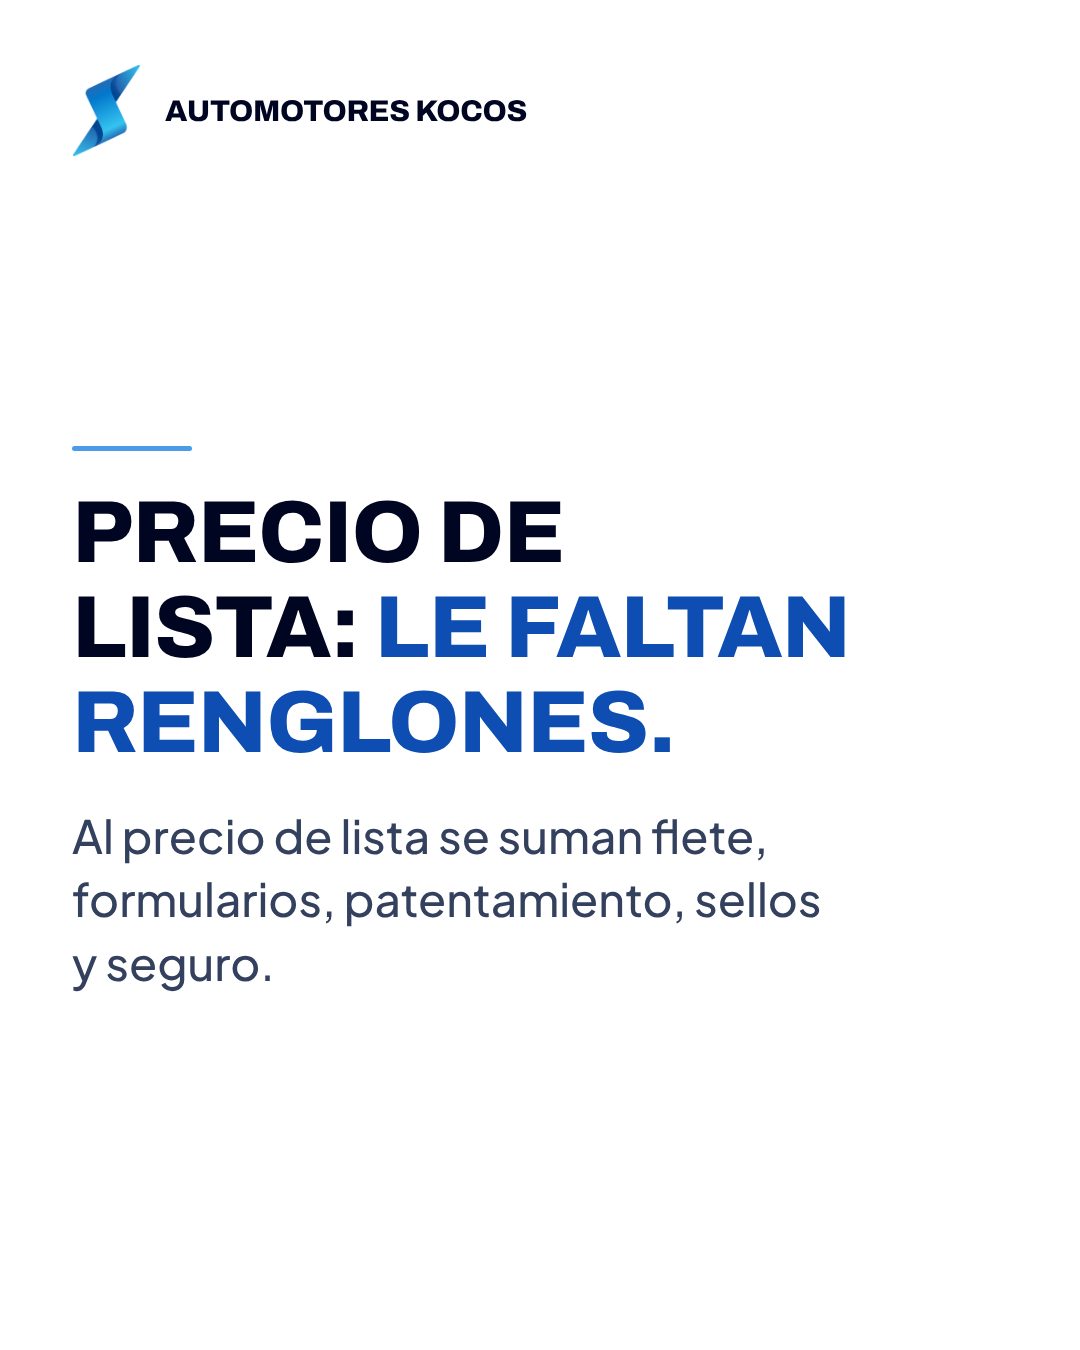 AUTOMOTORES KOCOS
PRECIO DE
LISTA: LE FALTAN
RENGLONES.
Al precio de lista se suman flete,
formularios, patentamiento, sellos
y seguro.